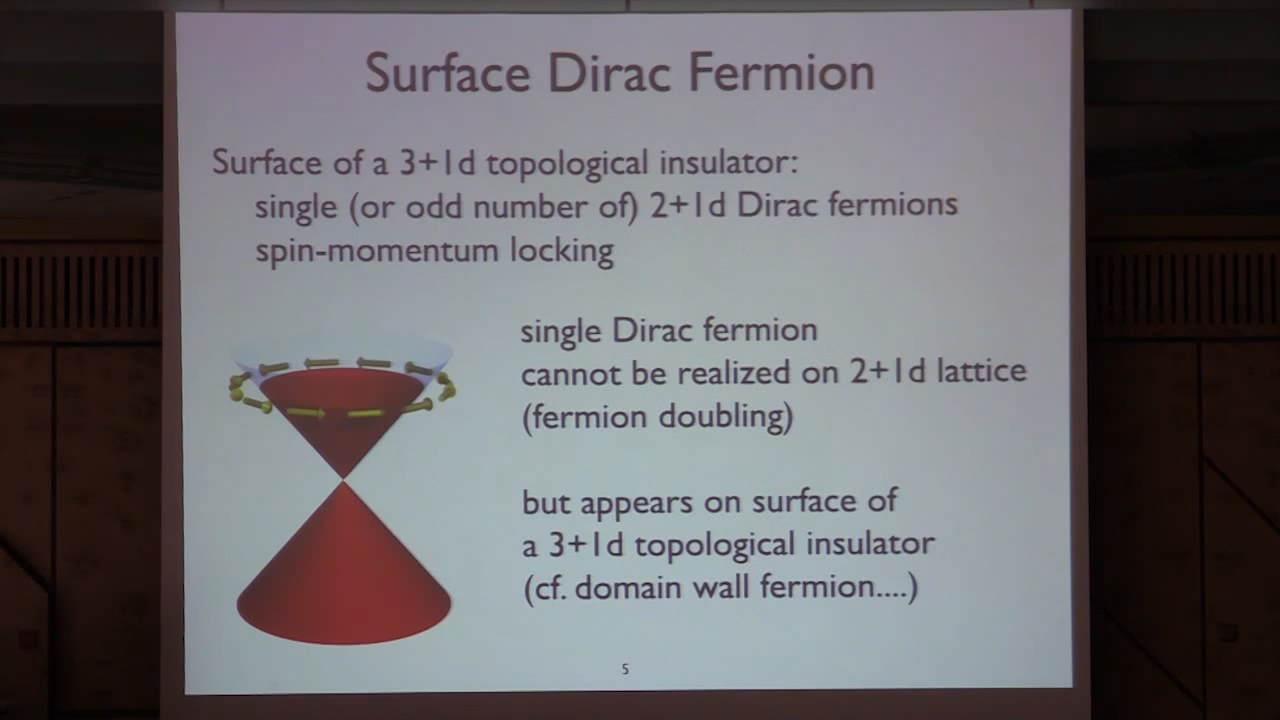 Surface Dirac Fermion
Surface of a 3+1d topological insulator:
single (or odd number of) 2+1d Dirac fermions
spin-momentum locking
single Dirac fermion
cannot be realized on 2+1d lattice
(fermion doubling)
but appears on surface of
a 3+1d topological insulator
(cf. domain wall fermion....)
5